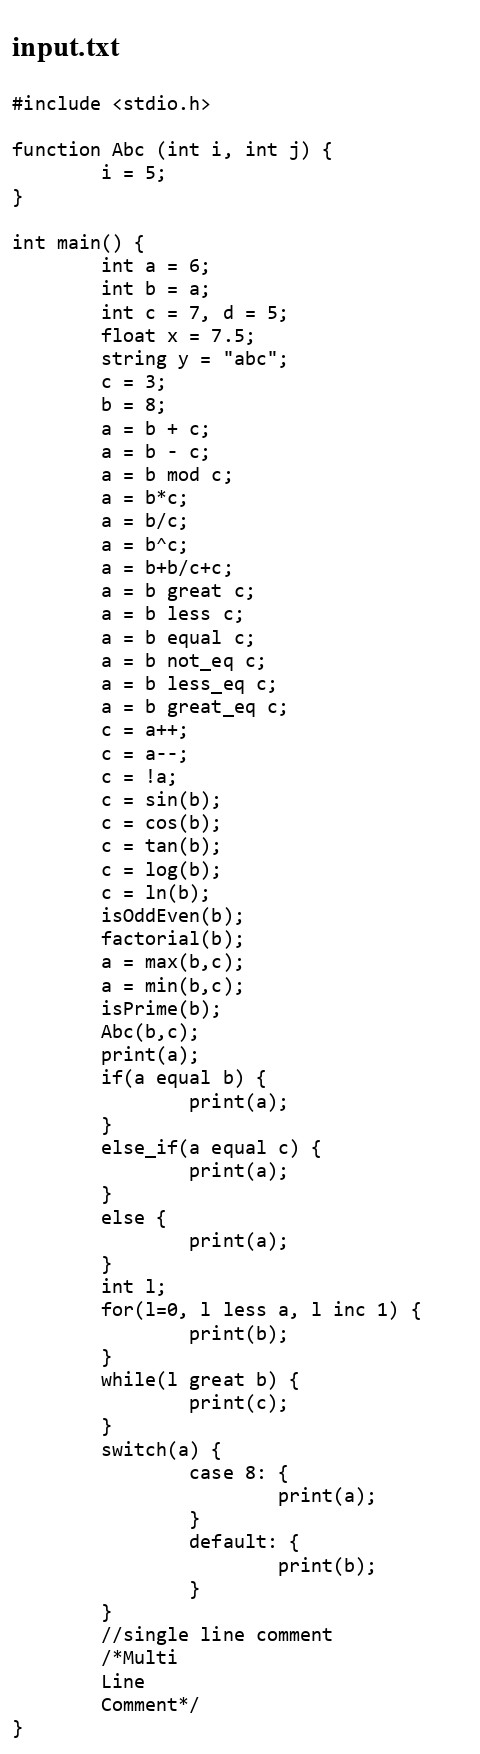 input.txt
#include <stdio.h>
function Abc (int i, int j) {
        i = 5;
}
int main() {
        int a = 6;
        int b = a;
        int c = 7, d = 5;
        float x = 7.5;
        string y = "abc";
        c = 3;
        b = 8;
        a = b + c;
        a = b - c;
        a = b mod c;
        a = b*c;
        a = b/c;
        a = b^c;
        a = b+b/c+c;
        a = b great c;
        a = b less c;
        a = b equal c;
        a = b not_eq c;
        a = b less_eq c;
        a = b great_eq c;
        c = a++;
        c = a--;
        c = !a;
        c = sin(b);
        c = cos(b);
        c = tan(b);
        c = log(b);
        c = ln(b);
        isOddEven(b);
        factorial(b);
        a = max(b,c);
        a = min(b,c);
        isPrime(b);
        Abc(b,c);
        print(a);
        if(a equal b) {
                print(a);
        }
        else_if(a equal c) {
                print(a);
        }
        else {
                print(a);
        }
        int l;
        for(l=0, l less a, l inc 1) {
                print(b);
        }
        while(l great b) {
                print(c);
        }
        switch(a) {
                case 8: {
                        print(a);
                }
                default: {
                        print(b);
                }
        }
        //single line comment
        /*Multi
        Line
        Comment*/
}